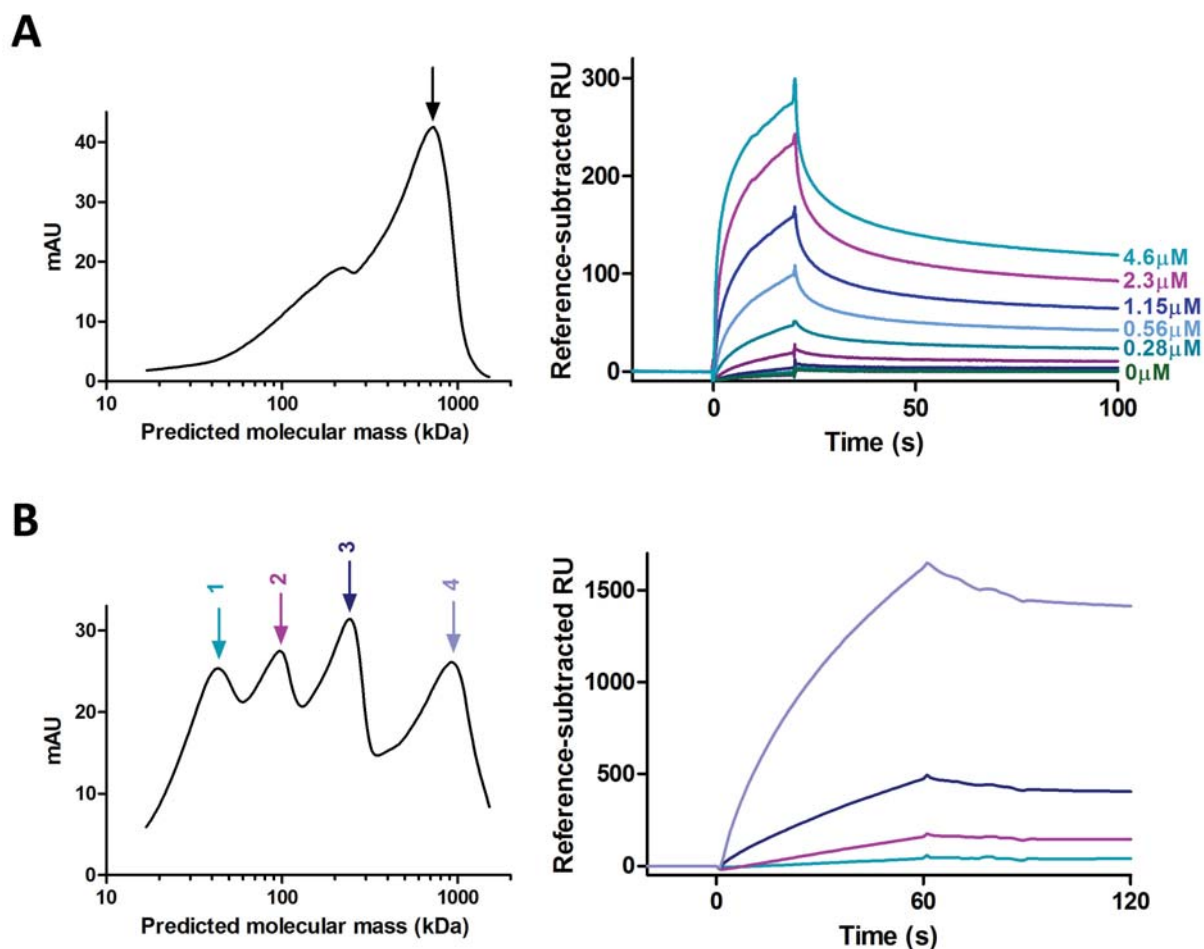 A
mAU
40
30
20
10
0
10
100
1000
Predicted molecular mass (kDa)
Reference-subtracted RU
300
200
100
0
0
50
100
Time (s)
4.6μM
2.3μM
1.15μM
0.56μM
0.28μM
0μM
B
1
2
3
4
mAU
30
20
10
0
10
100
1000
Predicted molecular mass (kDa)
Reference-subtracted RU
1500
1000
500
0
0
60
120
Time (s)